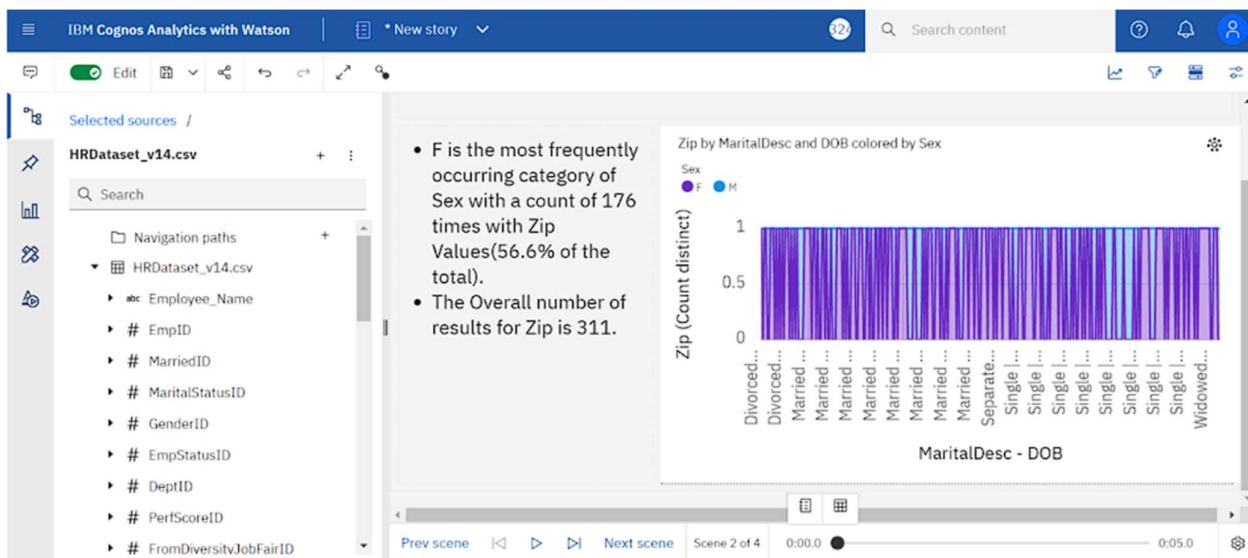 IBM Cognos Analytics with Watson
* New story
324
Search content
Edit
Selected sources /
HRDataset_v14.csv
Search
Navigation paths
HRDataset_v14.csv
abc Employee_Name
# EmpID
# MarriedID
# MaritalStatusID
# GenderID
# EmpStatusID
# DeptID
# PerfScoreID
# FromDiversityJobFairID
• F is the most frequently
occurring category of
Sex with a count of 176
times with Zip
Values(56.6% of the
total).
• The Overall number of
results for Zip is 311.
Zip by MaritalDesc and DOB colored by Sex
Sex
F M
Zip (Count distinct)
1
0.5
0
Divorced...
Divorced...
Married ...
Married ...
Married ...
Married ...
Married ...
Married ...
Married ...
Married ...
Separate...
Single |...
Single |...
Single |...
Single |...
Single |...
Single |...
Single |...
Single |...
Widowed...
MaritalDesc - DOB
Prev scene
Next scene
Scene 2 of 4
0:00.0
0:05.0